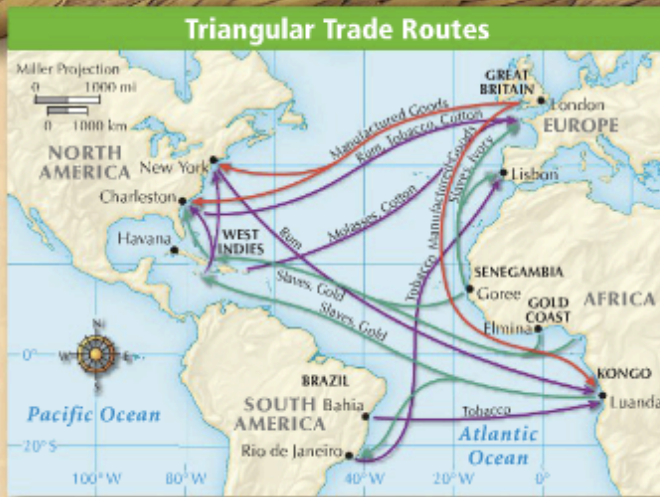 Triangular Trade Routes
Miller Projection
0 1000 mi
0 1000 km
GREAT
BRITAIN
London
EUROPE
Manufactured Goods
Rum, Tobacco, Cotton
NORTH
AMERICA
New York
Slaves, Ivory
Lisbon
Charleston
Manufactured Goods
Molasses, Cotton
Havana
WEST
INDIES
Rum
Tobacco
Slaves, Gold
SENEGAMBIA
Goree
GOLD
COAST
AFRICA
Slaves, Gold
Elmina
N
W E
S
0°
BRAZIL
KONGO
Luanda
SOUTH
AMERICA
Bahia
Tobacco
Pacific Ocean
Atlantic
Ocean
20°S
Rio de Janeiro
100°W 80°W 40°W 20°W 0°